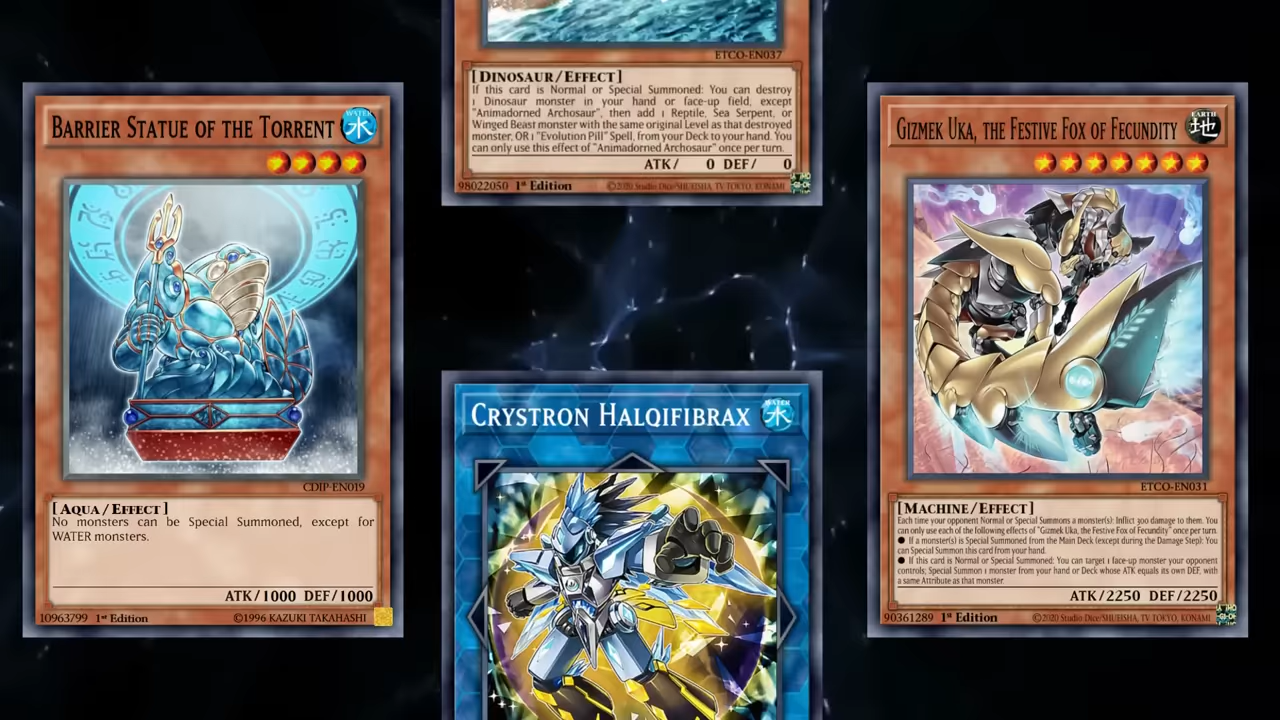 BARRIER STATUE OF THE TORRENT
WATER
水
CDIP-EN019
[AQUA/EFFECT]
No monsters can be Special Summoned, except for
WATER monsters.
ATK/1000 DEF/1000
10963799 1st Edition ©1996 KAZUKI TAKAHASHI
ETCO-EN037
[DINOSAUR/EFFECT]
If this card is Normal or Special Summoned: You can destroy
1 Dinosaur monster in your hand or face-up field, except
"Animadorned Archosaur", then add 1 Reptile, Sea Serpent, or
Winged Beast monster with the same original Level as that destroyed
monster, OR 1 "Evolution Pill" Spell, from your Deck to your hand. You
can only use this effect of "Animadorned Archosaur" once per turn.
ATK/ 0 DEF/ 0
98022050 1st Edition ©2020 Studio Dice/SHUEISHA, TV TOKYO, KONAMI
CRYSTRON HALQIFIBRAX
WATER
水
GIZMEK UKA, THE FESTIVE FOX OF FECUNDITY
EARTH
地
ETCO-EN031
[MACHINE/EFFECT]
Each time your opponent Normal or Special Summons a monster(s): Inflict 300 damage to them. You
can only use each of the following effects of "Gizmek Uka, the Festive Fox of Fecundity" once per turn.
● If a monster(s) is Special Summoned from the Main Deck (except during the Damage Step): You
can Special Summon this card from your hand.
● If this card is Normal or Special Summoned: You can target 1 face-up monster your opponent
controls; Special Summon 1 monster from your hand or Deck whose ATK equals its own DEF, with
a same Attribute as that monster.
ATK/2250 DEF/2250
90361289 1st Edition ©2020 Studio Dice/SHUEISHA, TV TOKYO, KONAMI